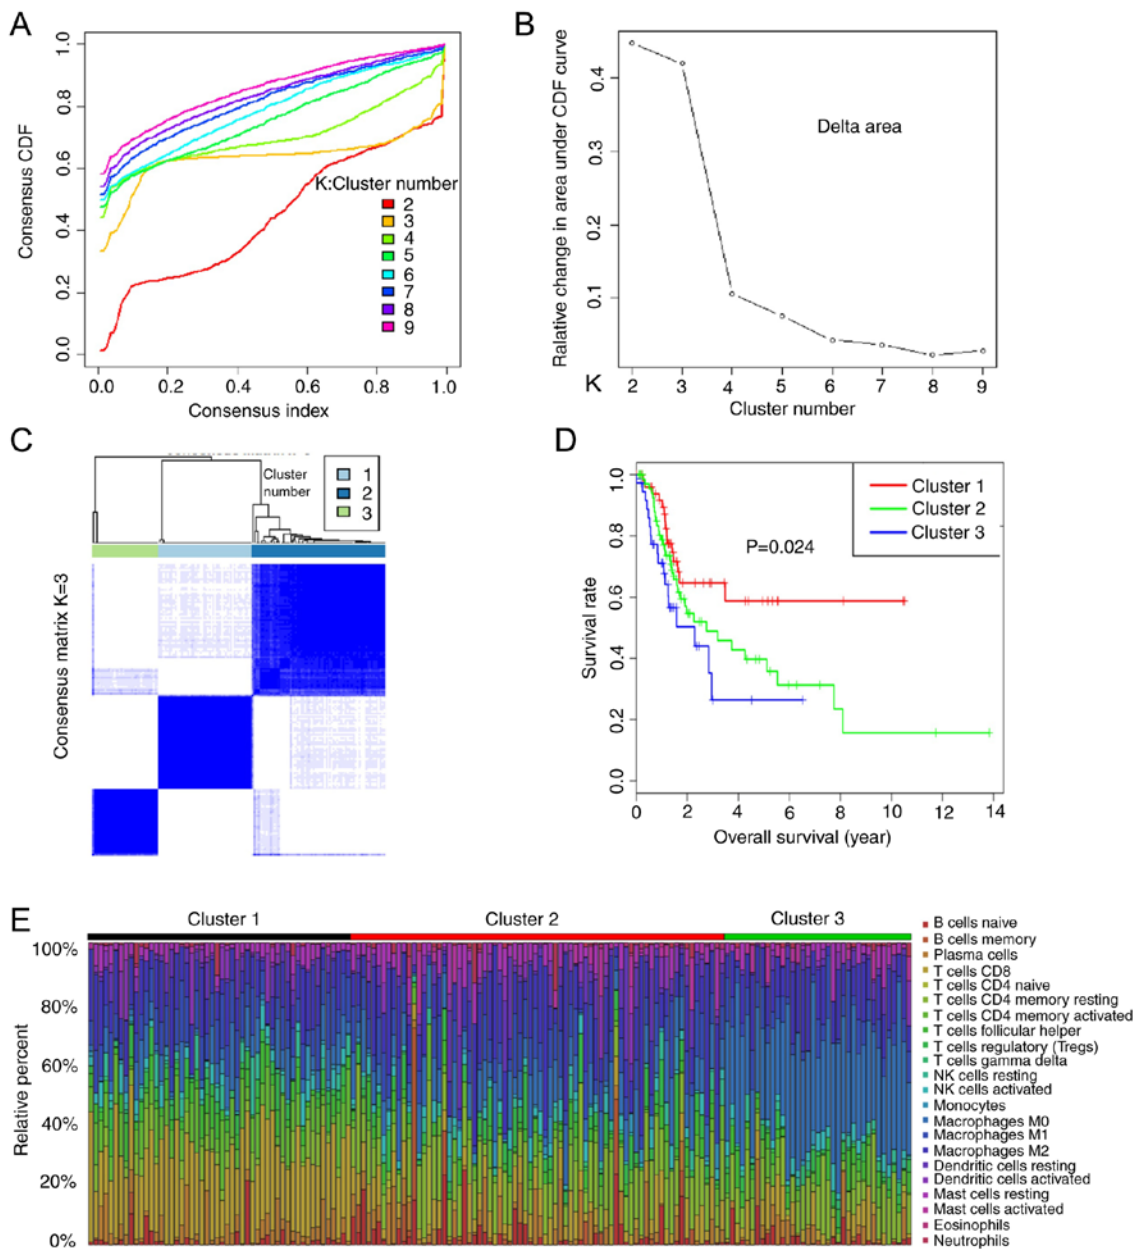 A
Consensus CDF
0.0 0.2 0.4 0.6 0.8 1.0
K:Cluster number
2
3
4
5
6
7
8
9
0.0 0.2 0.4 0.6 0.8 1.0
Consensus index
B
Ralative change in area under CDF curve
0.4
0.3
0.2
0.1
Delta area
K
2 3 4 5 6 7 8 9
Cluster number
C
Cluster
number
1
2
3
Consensus matrix K=3
D
Survival rate
0.0 0.2 0.4 0.6 0.8 1.0
Cluster 1
Cluster 2
Cluster 3
P=0.024
0 2 4 6 8 10 12 14
Overall survival (year)
E
Cluster 1 Cluster 2 Cluster 3
Relative percent
100%
80%
60%
40%
20%
0%
B cells naive
B cells memory
Plasma cells
T cells CD8
T cells CD4 naive
T cells CD4 memory resting
T cells CD4 memory activated
T cells follicular helper
T cells regulatory (Tregs)
T cells gamma delta
NK cells resting
NK cells activated
Monocytes
Macrophages M0
Macrophages M1
Macrophages M2
Dendritic cells resting
Dendritic cells activated
Mast cells resting
Mast cells activated
Eosinophils
Neutrophils